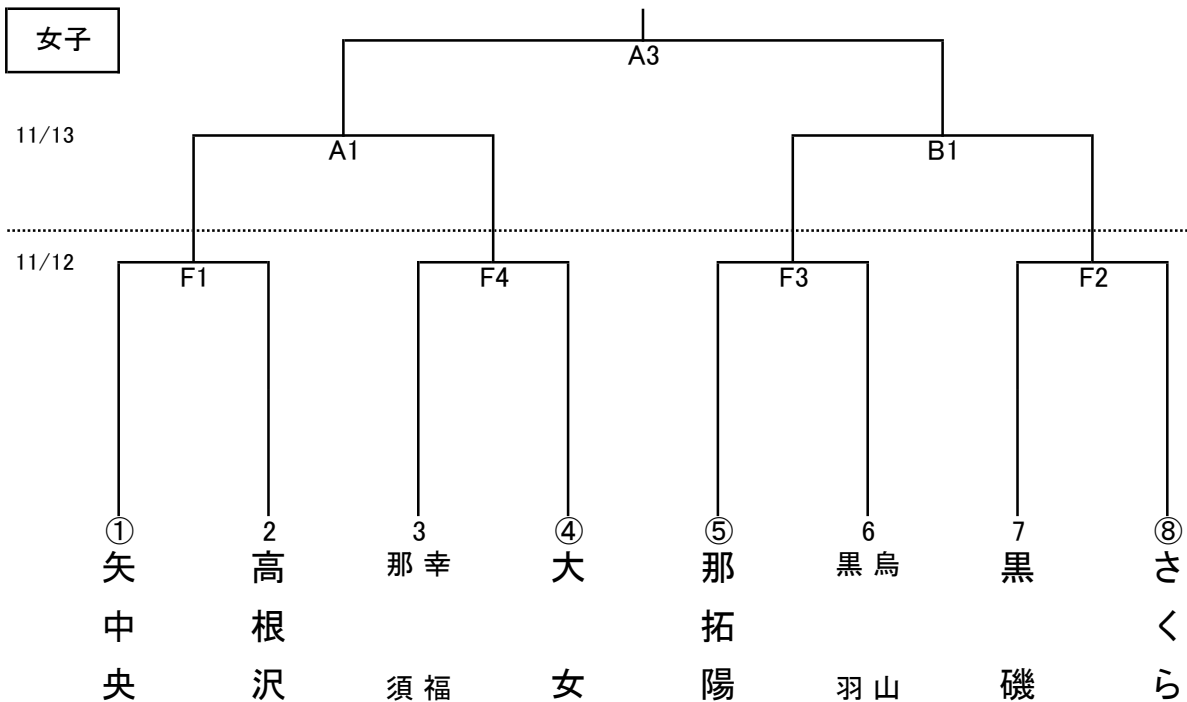 女子
A3
11/13
A1
B1
11/12
F1
F4
F3
F2
①
2
3
④
⑤
6
7
⑧
矢中央
高根沢
幸福
那須
大女
那拓陽
烏山
黒羽
黒磯
さくら